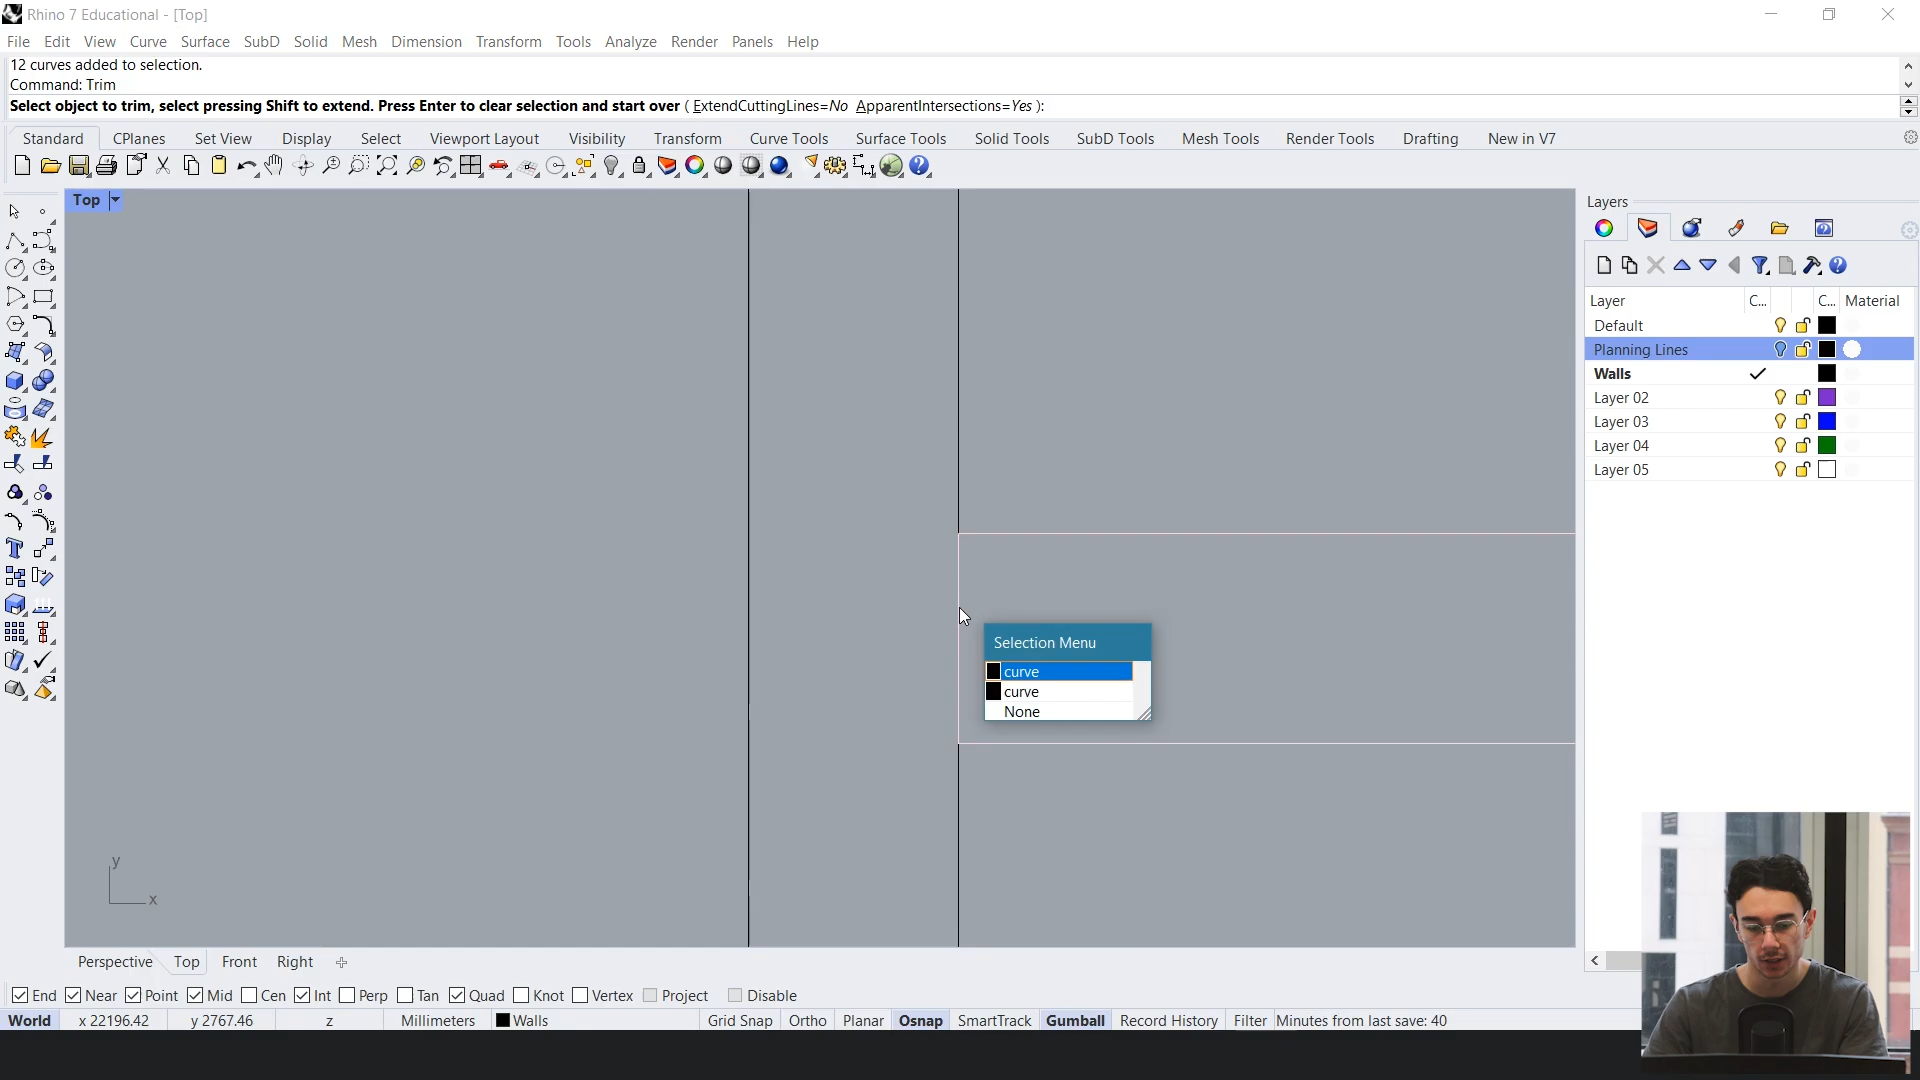 Rhino 7 Educational - [Top]
File Edit View Curve Surface SubD Solid Mesh Dimension Transform Tools Analyze Render Panels Help
12 curves added to selection.
Command: Trim
Select object to trim, select pressing Shift to extend. Press Enter to clear selection and start over ( ExtendCuttingLines=No ApparentIntersections=Yes ):
Standard CPlanes Set View Display Select Viewport Layout Visibility Transform Curve Tools Surface Tools Solid Tools SubD Tools Mesh Tools Render Tools Drafting New in V7
Top
Layers
Layer C... C... Material
Default
Planning Lines
Walls
Layer 02
Layer 03
Layer 04
Layer 05
Selection Menu
curve
curve
None
y
x
Perspective Top Front Right
End Near Point Mid Cen Int Perp Tan Quad Knot Vertex Project Disable
World x 22196.42 y 2767.46 z Millimeters Walls Grid Snap Ortho Planar Osnap SmartTrack Gumball Record History Filter Minutes from last save: 40